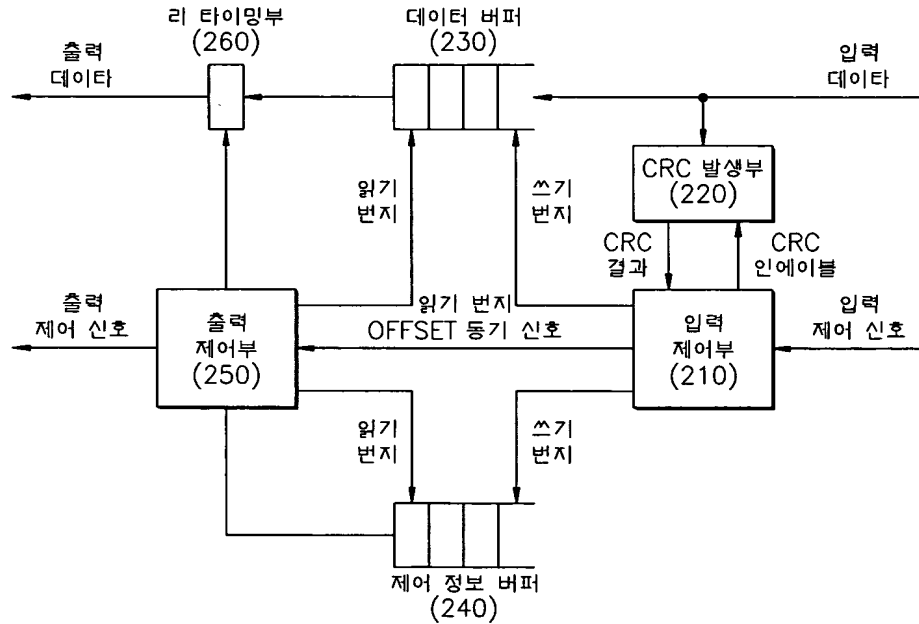 리 타이밍부
(260)
데이터 버퍼
(230)
출력
데이타
입력
데이타
CRC 발생부
(220)
읽기
번지
쓰기
번지
CRC
결과
CRC
인에이블
출력
제어 신호
출력
제어부
(250)
읽기 번지
OFFSET 동기 신호
입력
제어부
(210)
입력
제어 신호
읽기
번지
쓰기
번지
제어 정보 버퍼
(240)